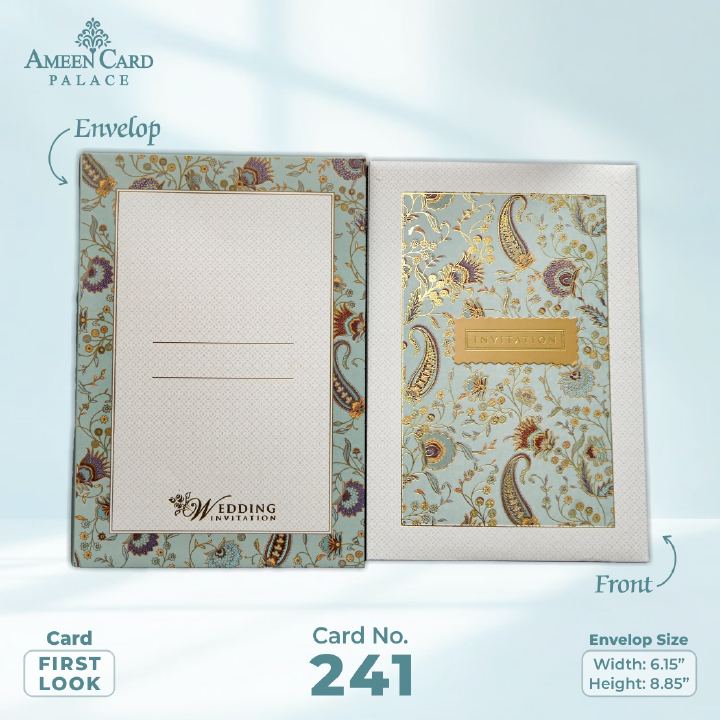 AMEEN CARD
PALACE
Envelop
INVITATION
WEDDING
INVITATION
Front
Card
FIRST
LOOK
Card No.
241
Envelop Size
Width: 6.15”
Height: 8.85”